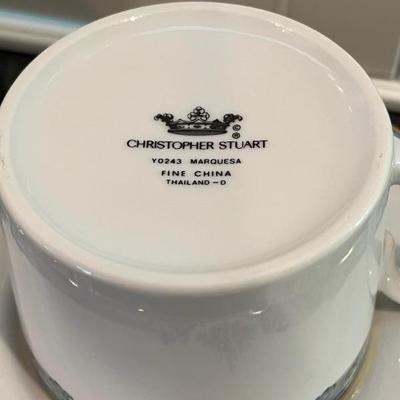 ©
®
CHRISTOPHER STUART
Y0243 MARQUESA
FINE CHINA
THAILAND-D